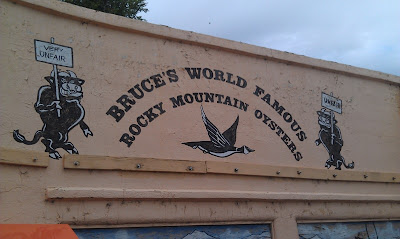 VERY
UNFAIR
BRUCE'S WORLD FAMOUS
ROCKY MOUNTAIN OYSTERS
UNFAIR